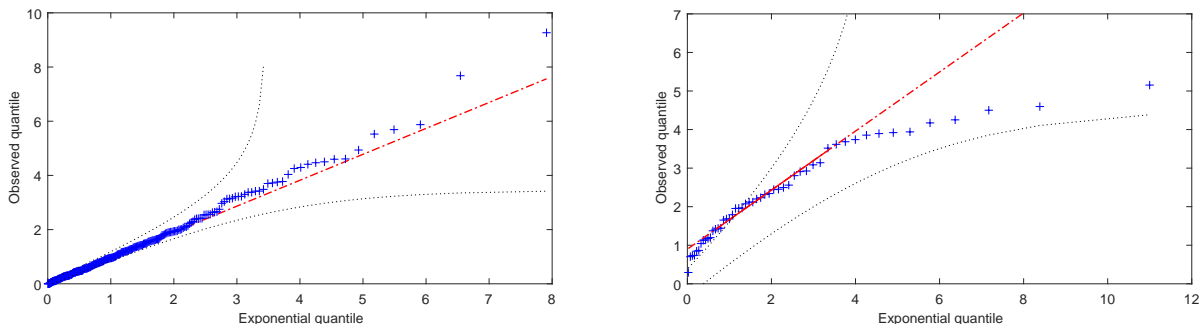 10
8
6
4
2
0
Observed quantile
0 1 2 3 4 5 6 7 8
Exponential quantile
7
6
5
4
3
2
1
0
Observed quantile
0 2 4 6 8 10 12
Exponential quantile